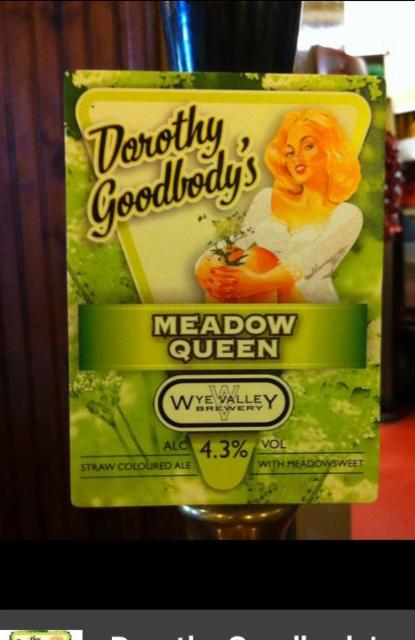 Dorothy
Goodbody's
MEADOW
QUEEN
WYE VALLEY
BREWERY
ALC 4.3% VOL
STRAW COLOURED ALE WITH MEADOWSWEET